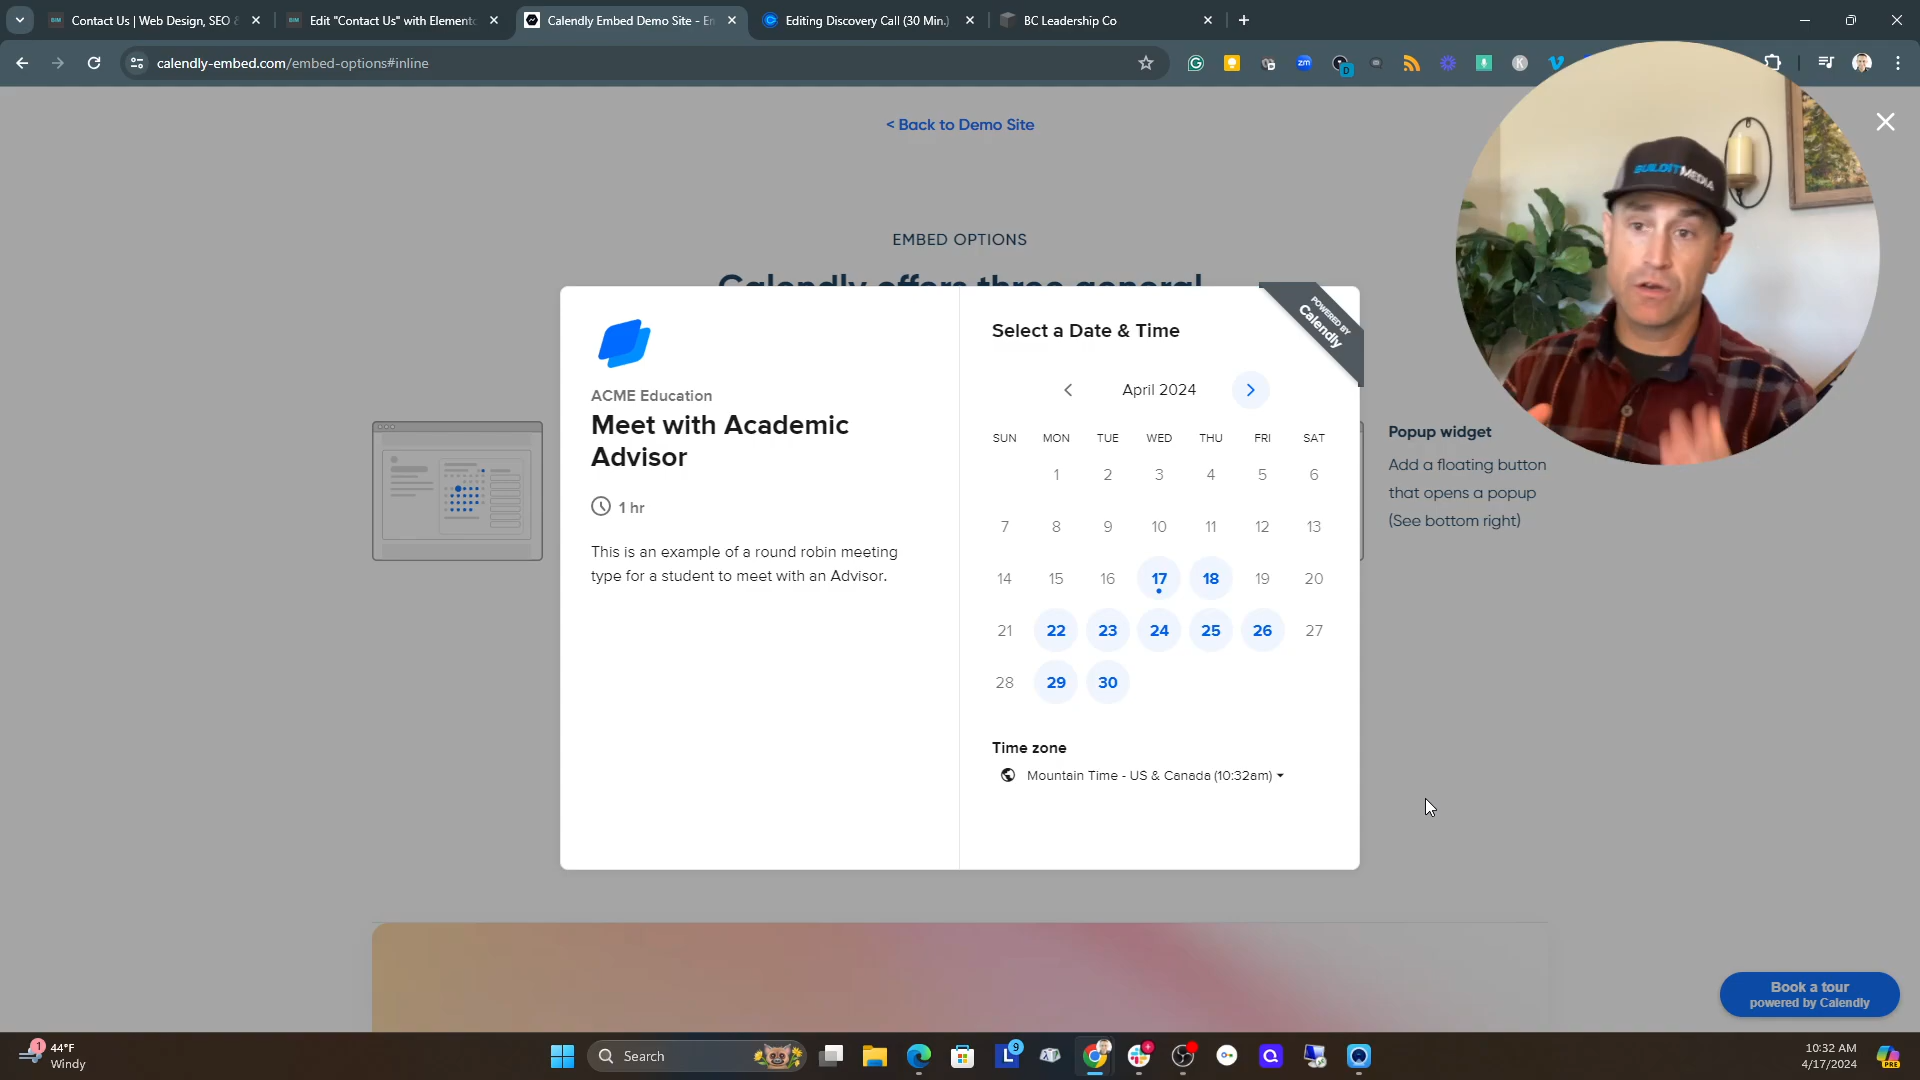 Contact Us | Web Design, SEO &
Edit "Contact Us" with Elemento
Calendly Embed Demo Site - En
Editing Discovery Call (30 Min.)
BC Leadership Co
calendly-embed.com/embed-options#inline
< Back to Demo Site
EMBED OPTIONS
Calendly offers three general
BUILDITMEDIA
POWERED BY
Calendly
ACME Education
Meet with Academic
Advisor
1 hr
This is an example of a round robin meeting
type for a student to meet with an Advisor.
Select a Date & Time
April 2024
SUN MON TUE WED THU FRI SAT
1 2 3 4 5 6
7 8 9 10 11 12 13
14 15 16 17 18 19 20
21 22 23 24 25 26 27
28 29 30
Time zone
Mountain Time - US & Canada (10:32am)
Popup widget
Add a floating button
that opens a popup
(See bottom right)
Book a tour
powered by Calendly
1
44°F
Windy
Search
9
10:32 AM
4/17/2024